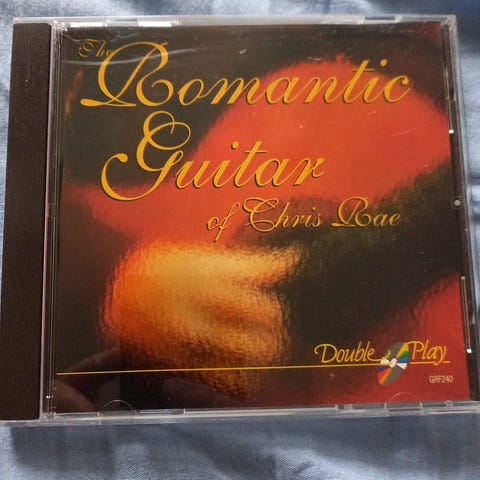 The
Romantic
Guitar
of Chris Rae
Double Play
GRF240